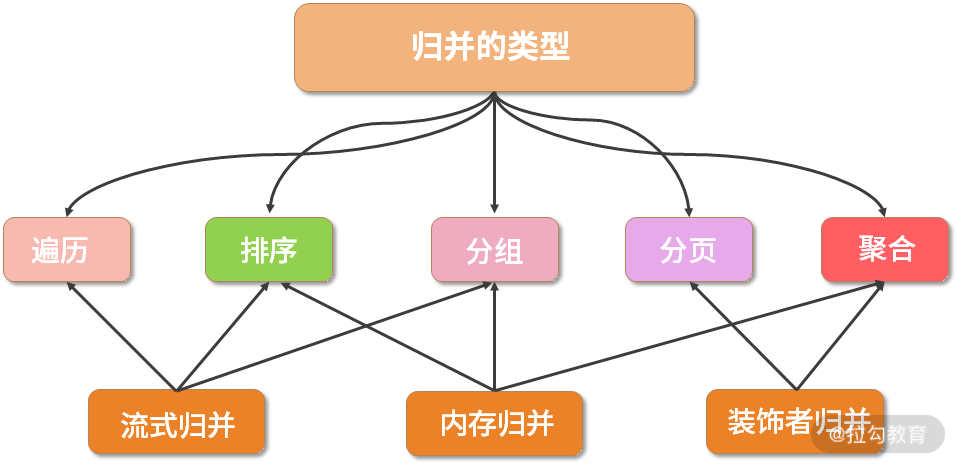 归并的类型
遍历
排序
分组
分页
聚合
流式归并
内存归并
装饰者归并
@拉勾教育